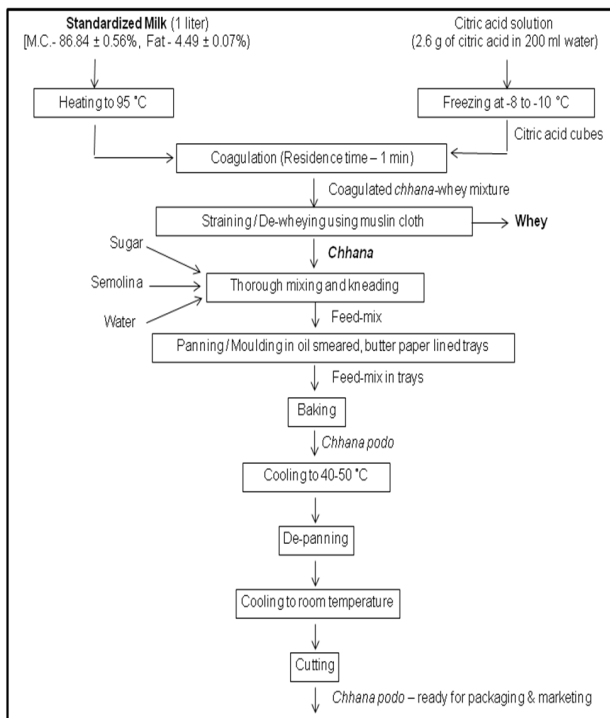 Standardized Milk (1 liter)
[M.C.- 86.84 ± 0.56%, Fat - 4.49 ± 0.07%)
Citric acid solution
(2.6 g of citric acid in 200 ml water)
Heating to 95 °C
Freezing at -8 to -10 °C
Citric acid cubes
Coagulation (Residence time – 1 min)
Coagulated chhana-whey mixture
Straining / De-wheying using muslin cloth
Whey
Chhana
Sugar
Semolina
Water
Thorough mixing and kneading
Feed-mix
Panning / Moulding in oil smeared, butter paper lined trays
Feed-mix in trays
Baking
Chhana podo
Cooling to 40-50 °C
De-panning
Cooling to room temperature
Cutting
Chhana podo – ready for packaging & marketing